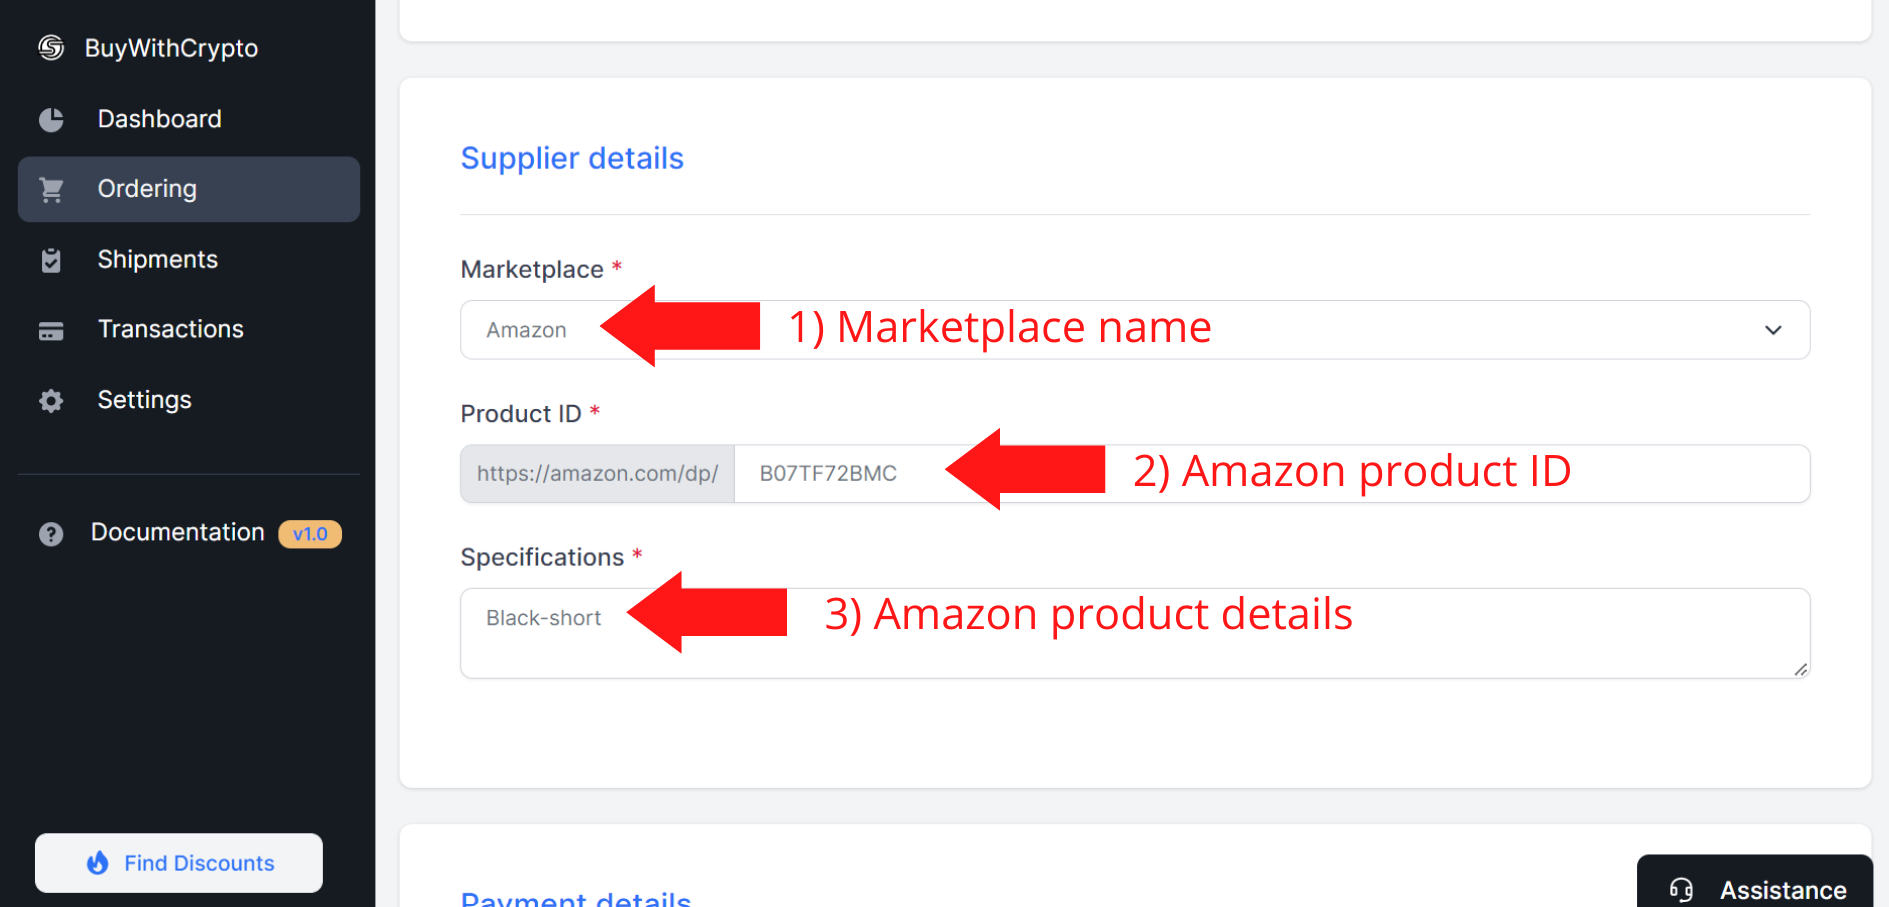 BuyWithCrypto
Dashboard
Ordering
Shipments
Transactions
Settings
Documentation v1.0
Find Discounts
Supplier details
Marketplace *
Amazon
1) Marketplace name
Product ID *
https://amazon.com/dp/ B07TF72BMC
2) Amazon product ID
Specifications *
Black-short
3) Amazon product details
Payment details
Assistance